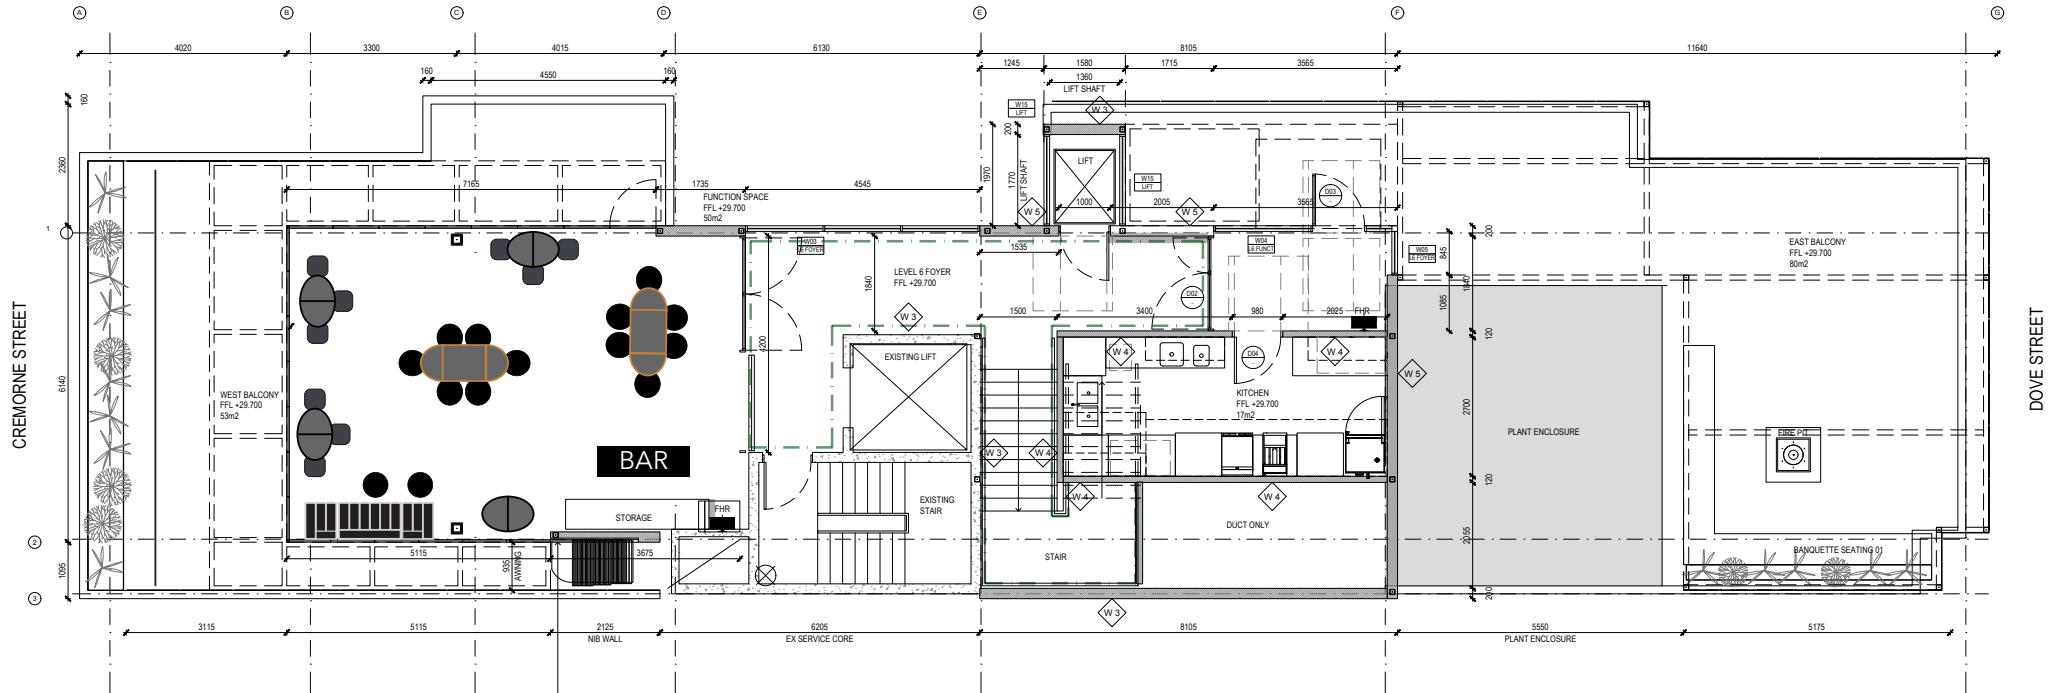 A
B
C
D
E
F
G
4020
3300
4015
6130
8105
11640
160
4550
160
1245
1580
1715
3565
1360
LIFT SHAFT
160
W15
LIFT
W 3
200
2360
1970
1770
LIFT SHAFT
LIFT
W15
LIFT
D03
-
7165
1735
4545
FUNCTION SPACE
FFL +29.700
50m2
1000
2005
3565
W 5
W 5
1
W03
L6 FOYER
W04
L6 FUNCT
W05
L6 FOYER
200
845
EAST BALCONY
FFL +29.700
80m2
1535
LEVEL 6 FOYER
FFL +29.700
1840
1840
1085
D02
-
W 3
1500
3400
980
2025
FHR
CREMORNE STREET
DOVE STREET
4200
EXISTING LIFT
W 4
D04
-
W 4
120
W 5
6140
WEST BALCONY
FFL +29.700
53m2
KITCHEN
FFL +29.700
17m2
2700
PLANT ENCLOSURE
FIRE PIT
BAR
W 3
W 4
120
EXISTING
STAIR
W 4
W 4
STORAGE
FHR
DUCT ONLY
2
5115
3675
935
AWNING
STAIR
2055
BANQUETTE SEATING 01
1095
3
200
W 3
3115
5115
2125
6205
8105
5550
5175
NIB WALL
EX SERVICE CORE
PLANT ENCLOSURE